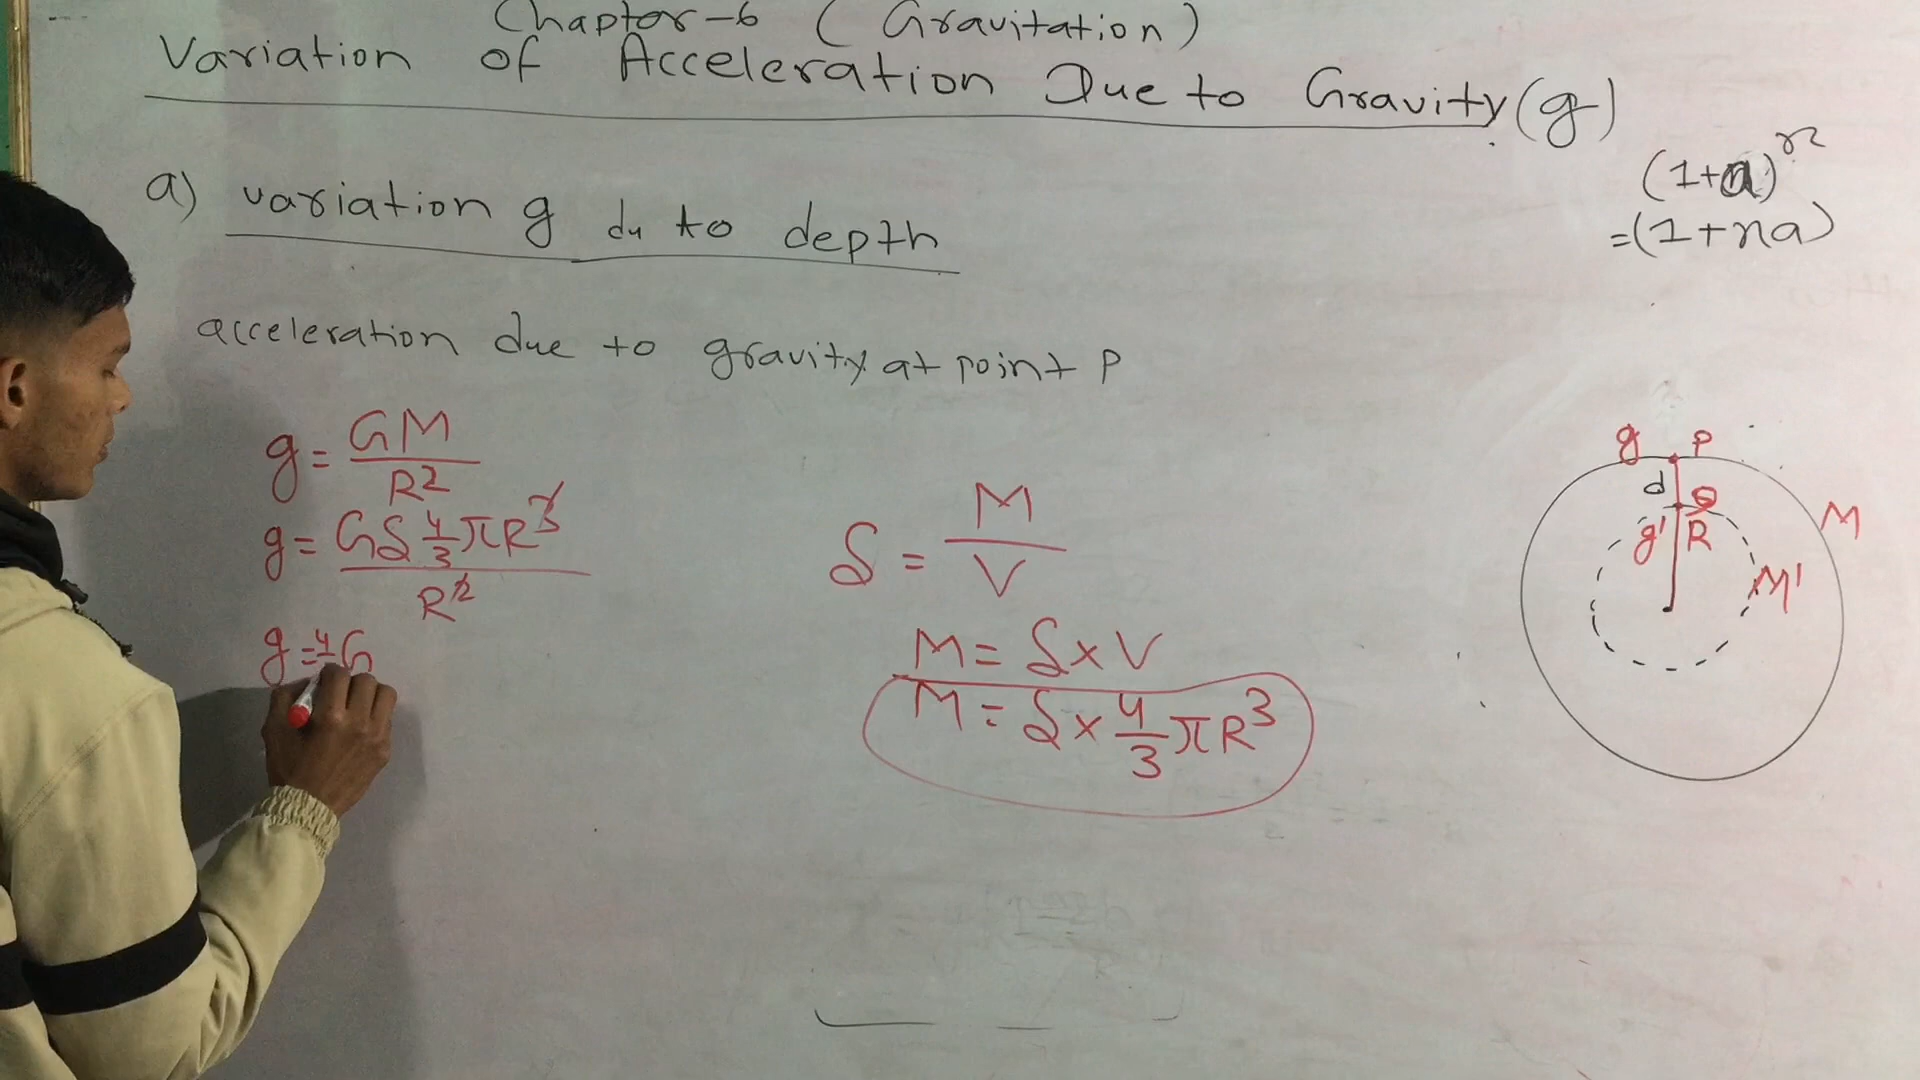 Chapter-6 (Gravitation)
Variation of Acceleration Due to Gravity (g)
(1+a)^n
=(1+na)
a) variation g du to depth
acceleration due to gravity at point P
g = GM / R²
g = Gδ 4/3 πR³ / R²
g = 4 G
δ = M / V
M = δ × V
M = δ × 4/3 πR³
g P
d Q
g' R
M
M'